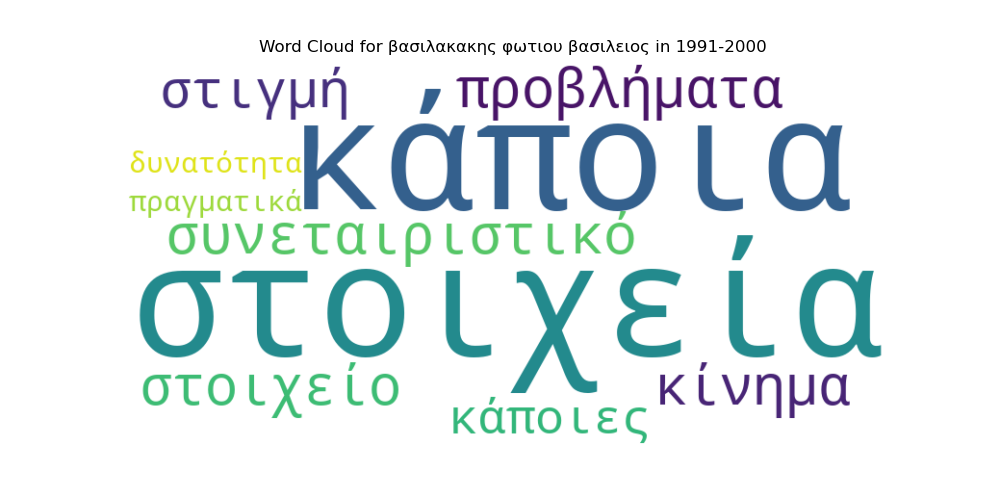 Word Cloud for βασιλακακης φωτιου βασιλειος in 1991-2000
στιγμή προβλήματα
κάποια
δυνατότητα
πραγματικά
συνεταιριστικό
στοιχεία
στοιχείο κίνημα
κάποιες